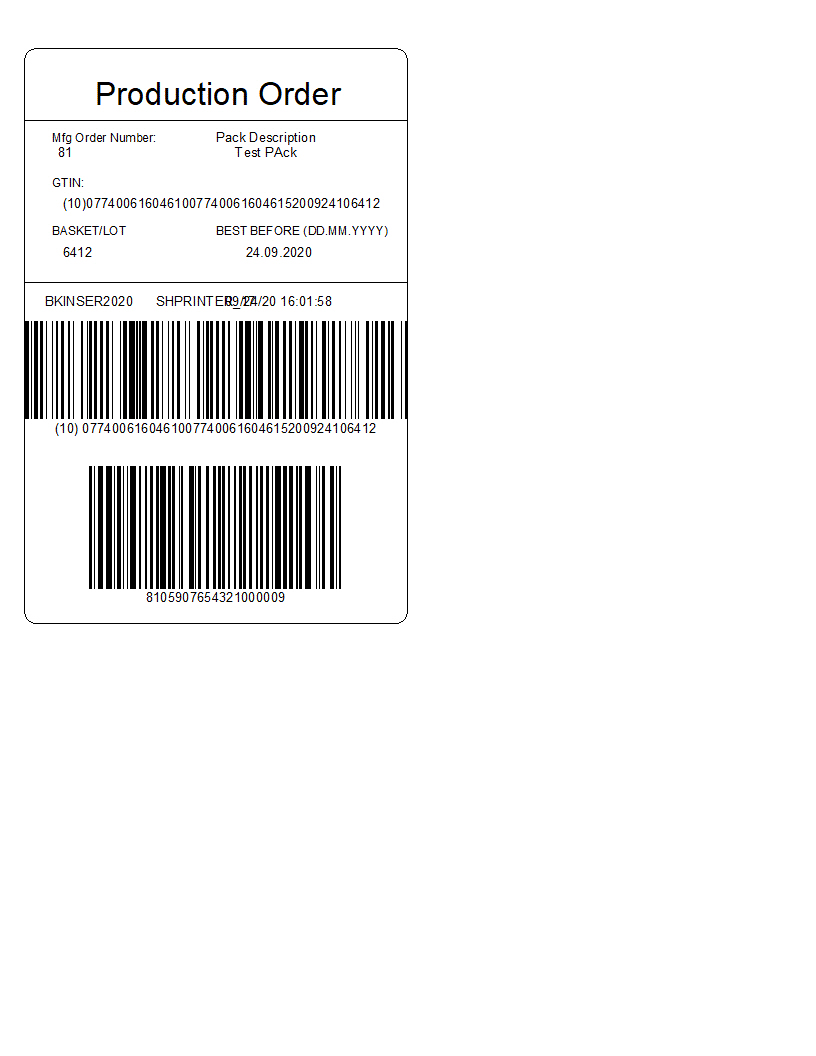 Production Order
Mfg Order Number: Pack Description
81 Test PAck
GTIN:
(10)0774006160461007740061604615200924106412
BASKET/LOT BEST BEFORE (DD.MM.YYYY)
6412 24.09.2020
BKINSER2020 09/24/20 16:01:58
(10) 0774006160461007740061604615200924106412
8105907654321000009